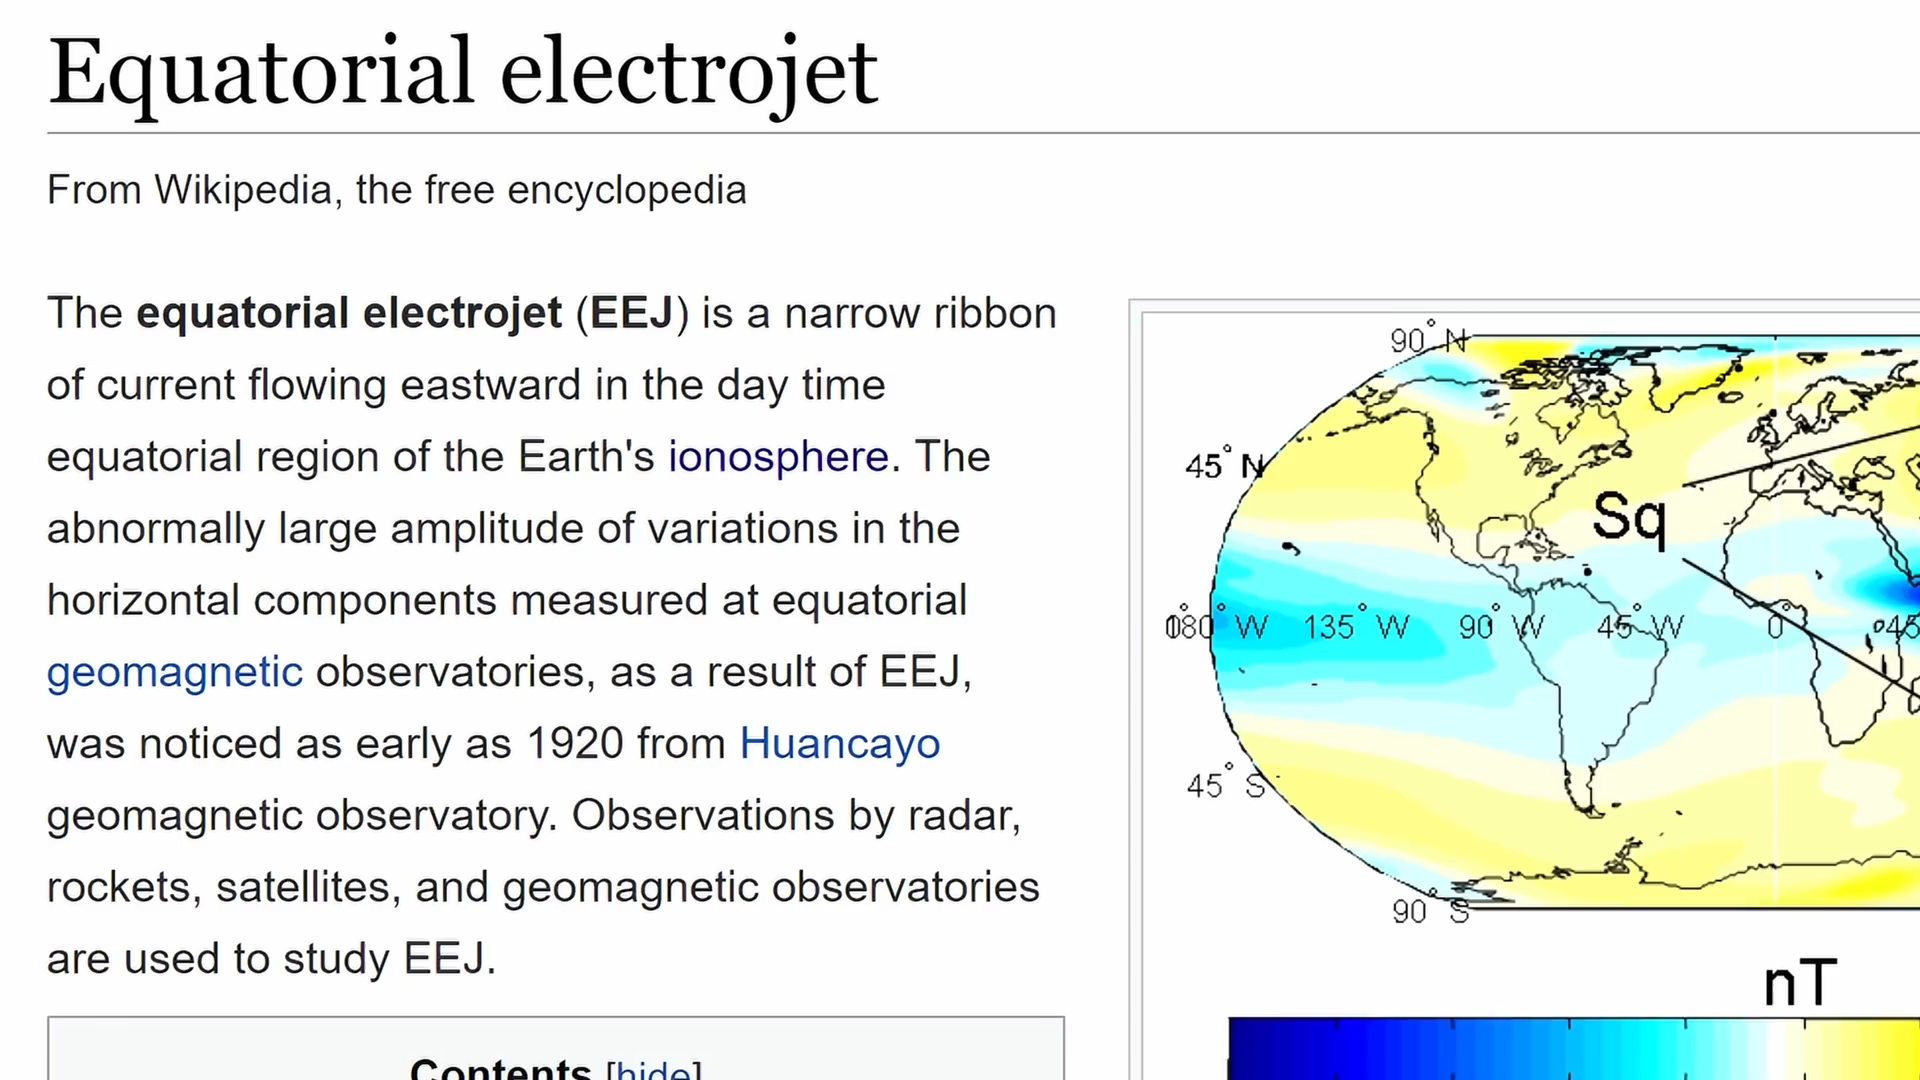 Equatorial electrojet
From Wikipedia, the free encyclopedia
The equatorial electrojet (EEJ) is a narrow ribbon
of current flowing eastward in the day time
equatorial region of the Earth's ionosphere. The
abnormally large amplitude of variations in the
horizontal components measured at equatorial
geomagnetic observatories, as a result of EEJ,
was noticed as early as 1920 from Huancayo
geomagnetic observatory. Observations by radar,
rockets, satellites, and geomagnetic observatories
are used to study EEJ.
Contents [hide]
90° N
45° N
Sq
180° W 135° W 90° W 45° W 0°
45° S
90° S
nT